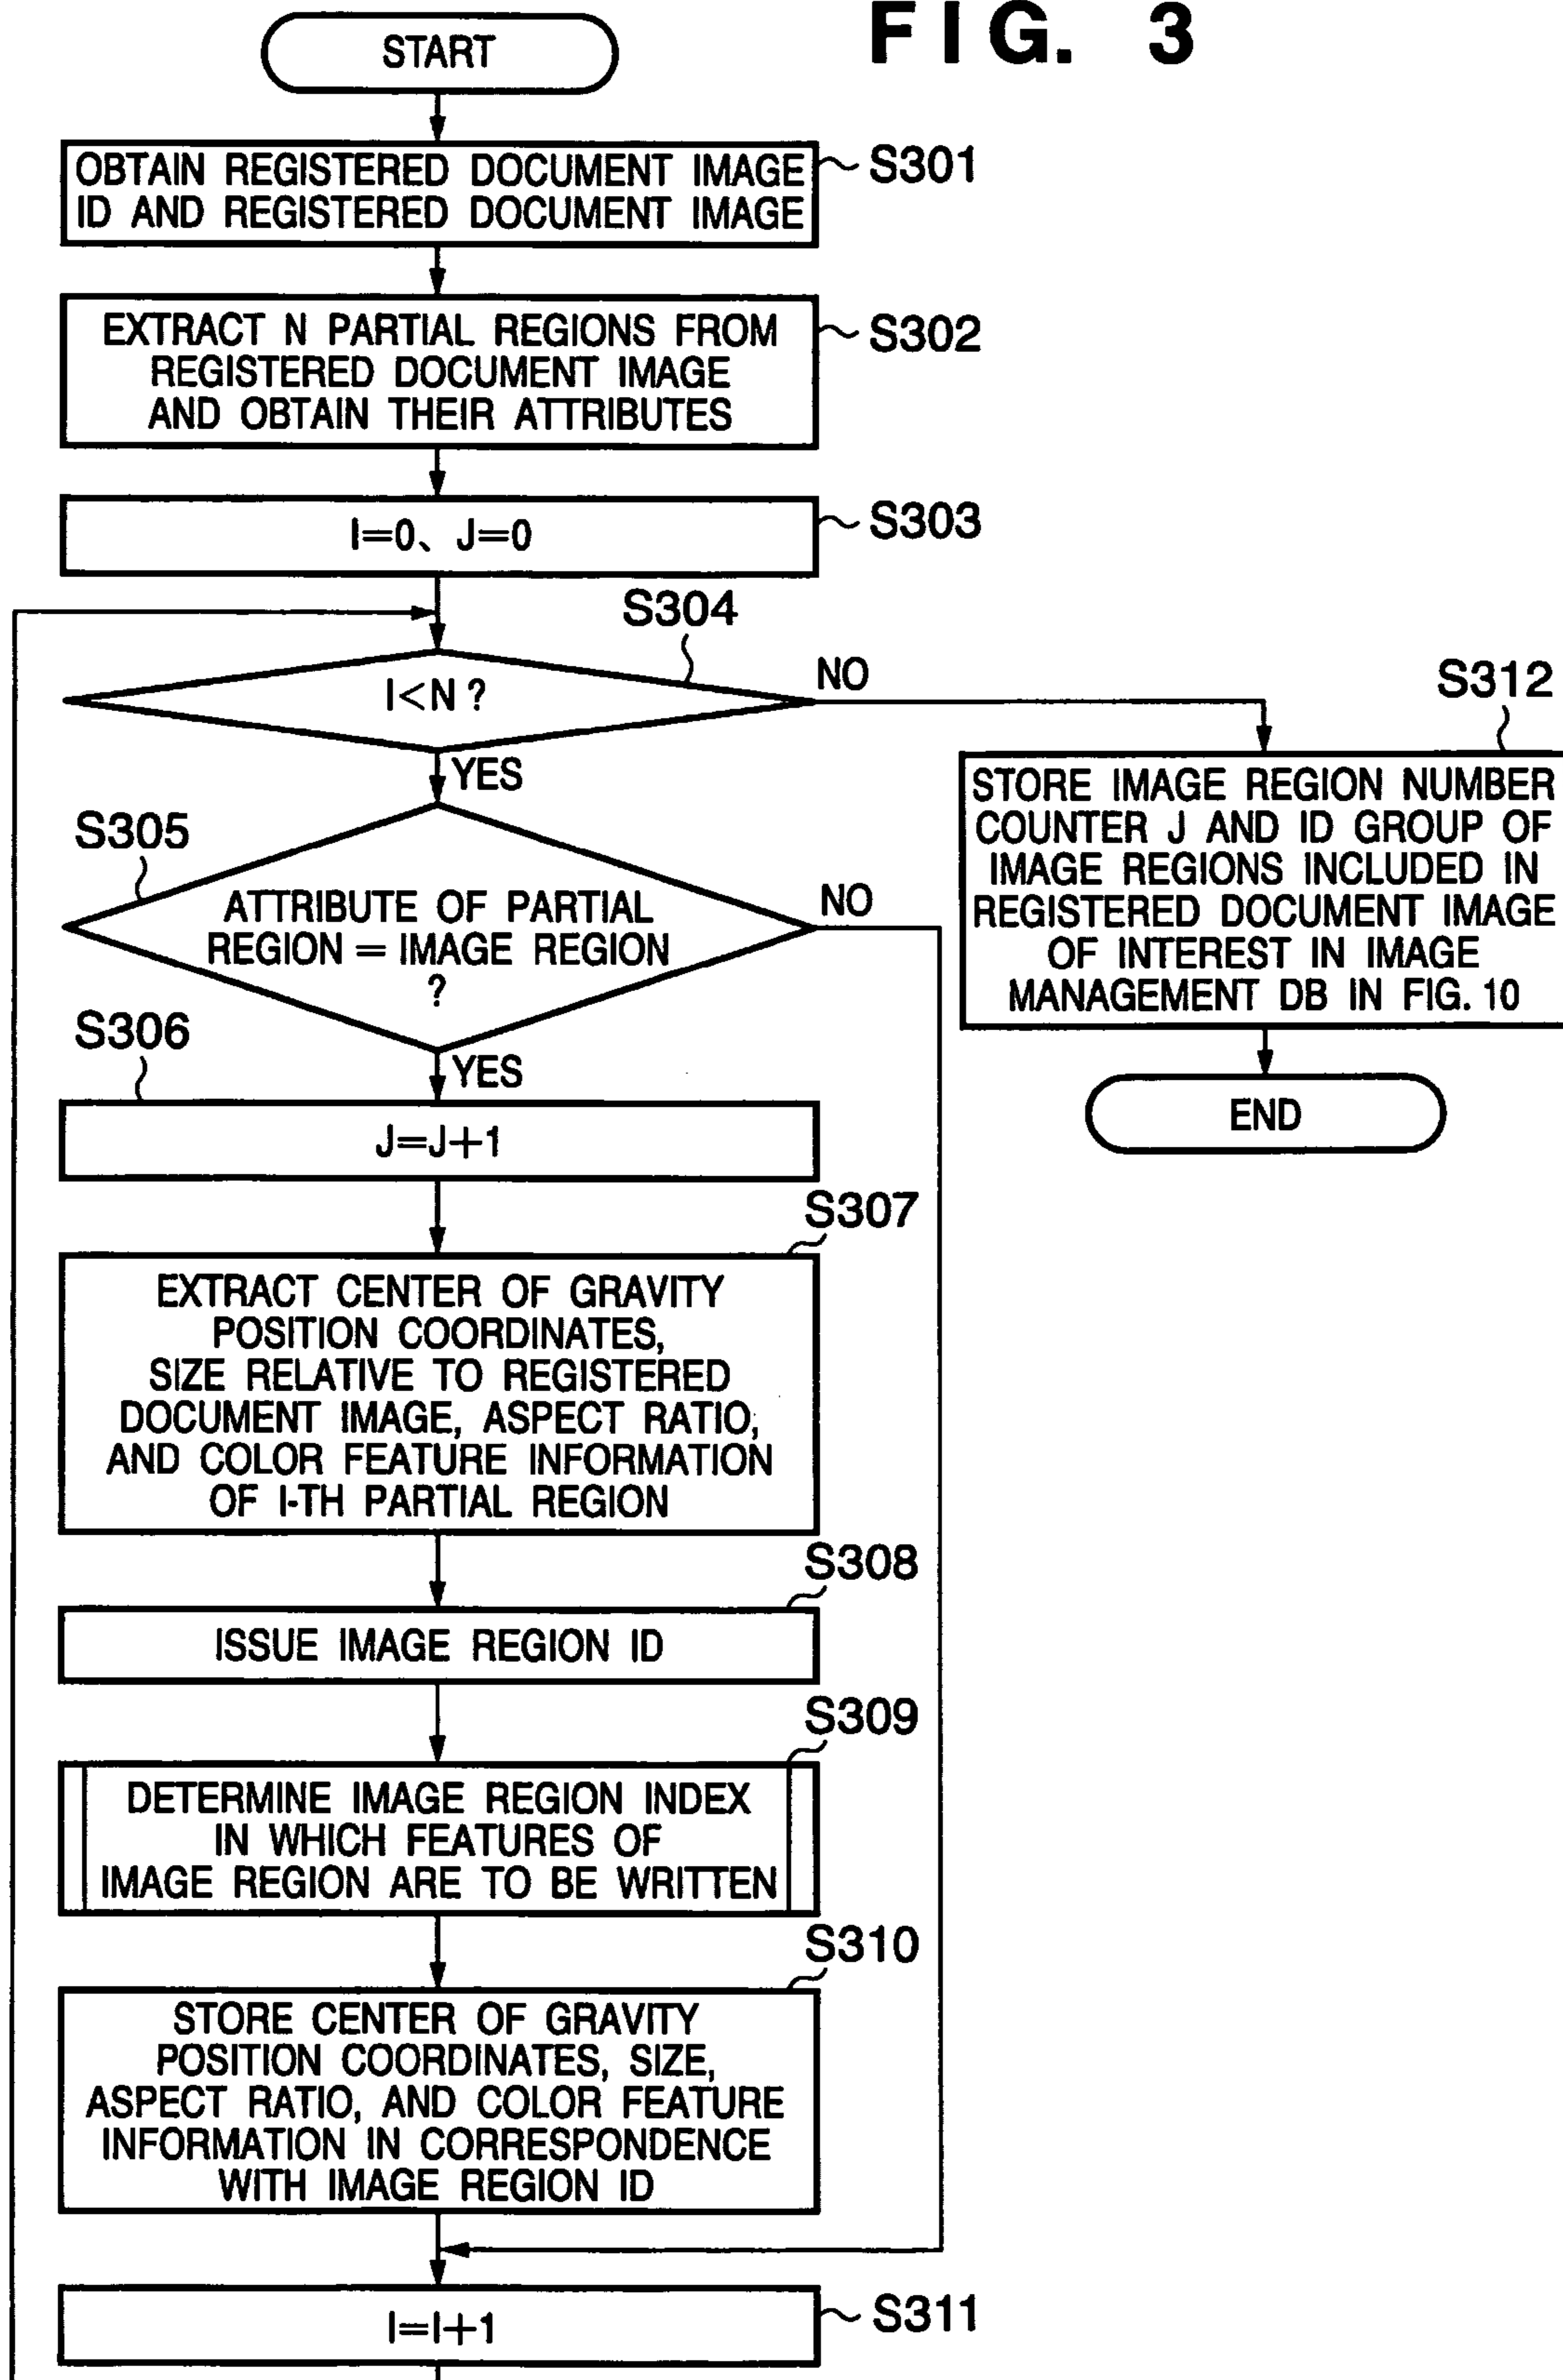 FIG. 3
START
OBTAIN REGISTERED DOCUMENT IMAGE
ID AND REGISTERED DOCUMENT IMAGE
S301
EXTRACT N PARTIAL REGIONS FROM
REGISTERED DOCUMENT IMAGE
AND OBTAIN THEIR ATTRIBUTES
S302
I=0、J=0
S303
S304
I<N ?
NO
YES
S305
ATTRIBUTE OF PARTIAL
REGION = IMAGE REGION
?
NO
YES
S306
J=J+1
S307
EXTRACT CENTER OF GRAVITY
POSITION COORDINATES,
SIZE RELATIVE TO REGISTERED
DOCUMENT IMAGE, ASPECT RATIO,
AND COLOR FEATURE INFORMATION
OF I-TH PARTIAL REGION
S308
ISSUE IMAGE REGION ID
S309
DETERMINE IMAGE REGION INDEX
IN WHICH FEATURES OF
IMAGE REGION ARE TO BE WRITTEN
S310
STORE CENTER OF GRAVITY
POSITION COORDINATES, SIZE,
ASPECT RATIO, AND COLOR FEATURE
INFORMATION IN CORRESPONDENCE
WITH IMAGE REGION ID
I=I+1
S311
S312
STORE IMAGE REGION NUMBER
COUNTER J AND ID GROUP OF
IMAGE REGIONS INCLUDED IN
REGISTERED DOCUMENT IMAGE
OF INTEREST IN IMAGE
MANAGEMENT DB IN FIG. 10
END